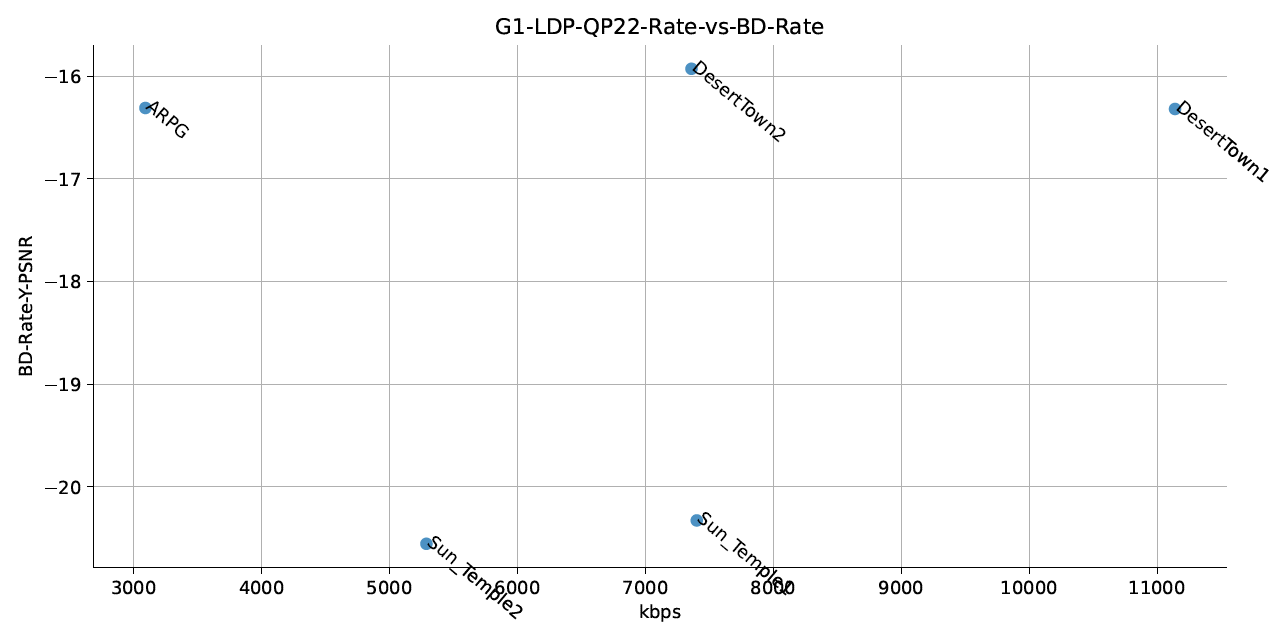 G1-LDP-QP22-Rate-vs-BD-Rate
BD-Rate-Y-PSNR
−16
−17
−18
−19
−20
ARPG
DesertTown2
DesertTown1
Sun_Temple2
3000
4000
5000
6000
7000
8000
9000
10000
11000
kbps